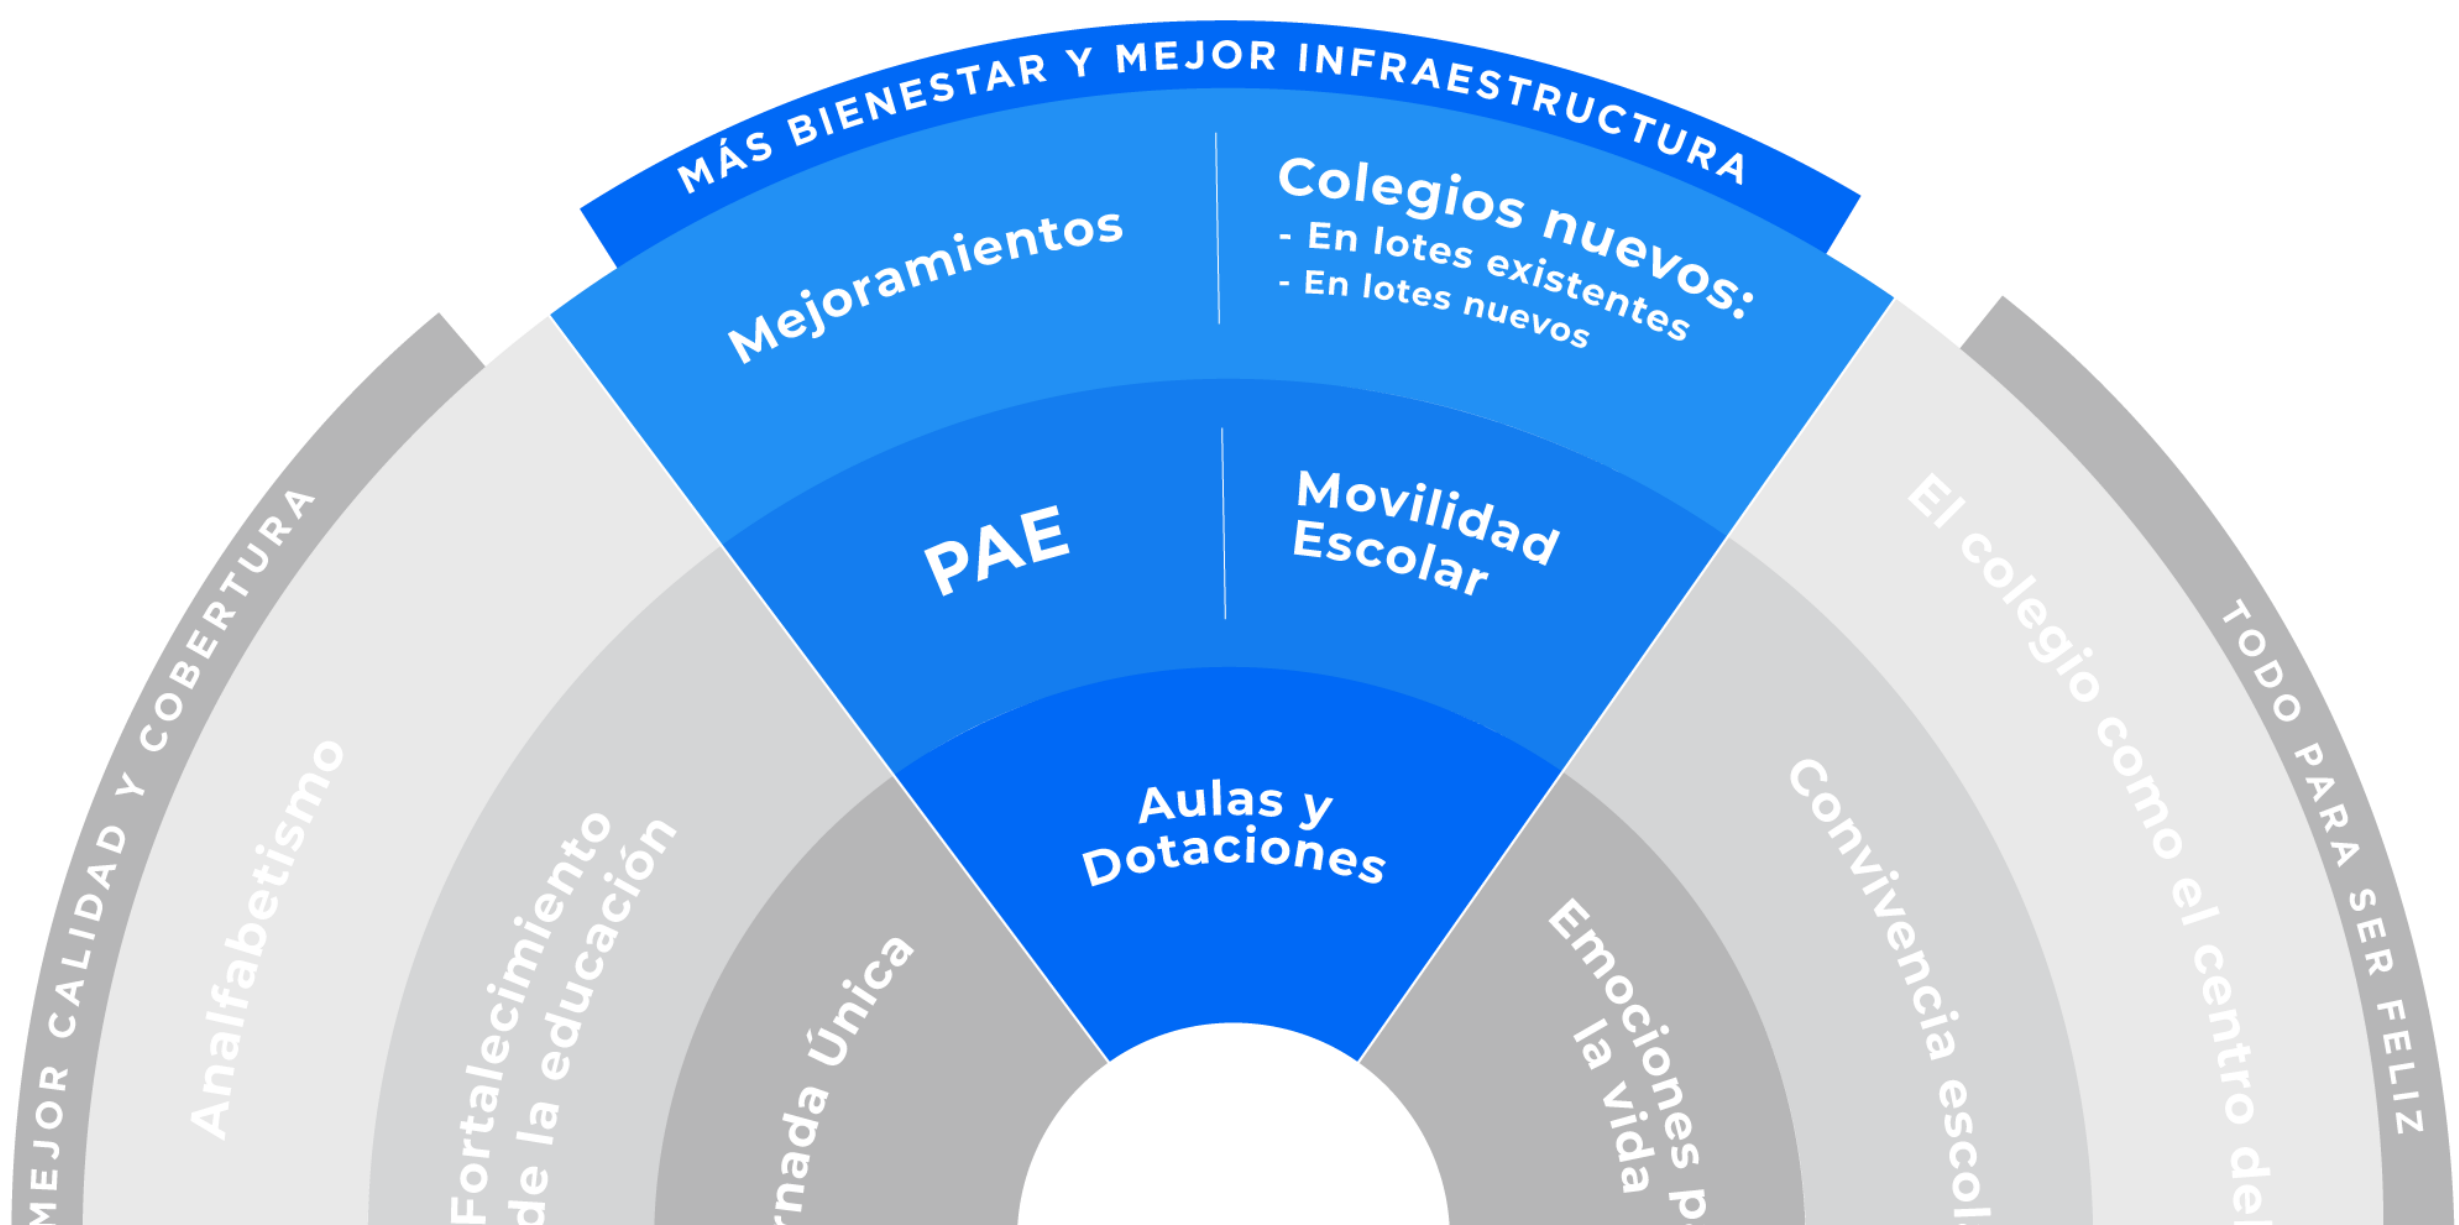 MÁS BIENESTAR Y MEJOR INFRAESTRUCTURA
Mejoramientos
Colegios nuevos:
- En lotes existentes
- En lotes nuevos
PAE
Movilidad
Escolar
Aulas y
Dotaciones
MEJOR CALIDAD Y COBERTURA
Analfabetismo
Fortalecimiento
de la educación
Única
TODO PARA SER FELIZ
El colegio como el centro del
Convivencia
Emociones
la vida